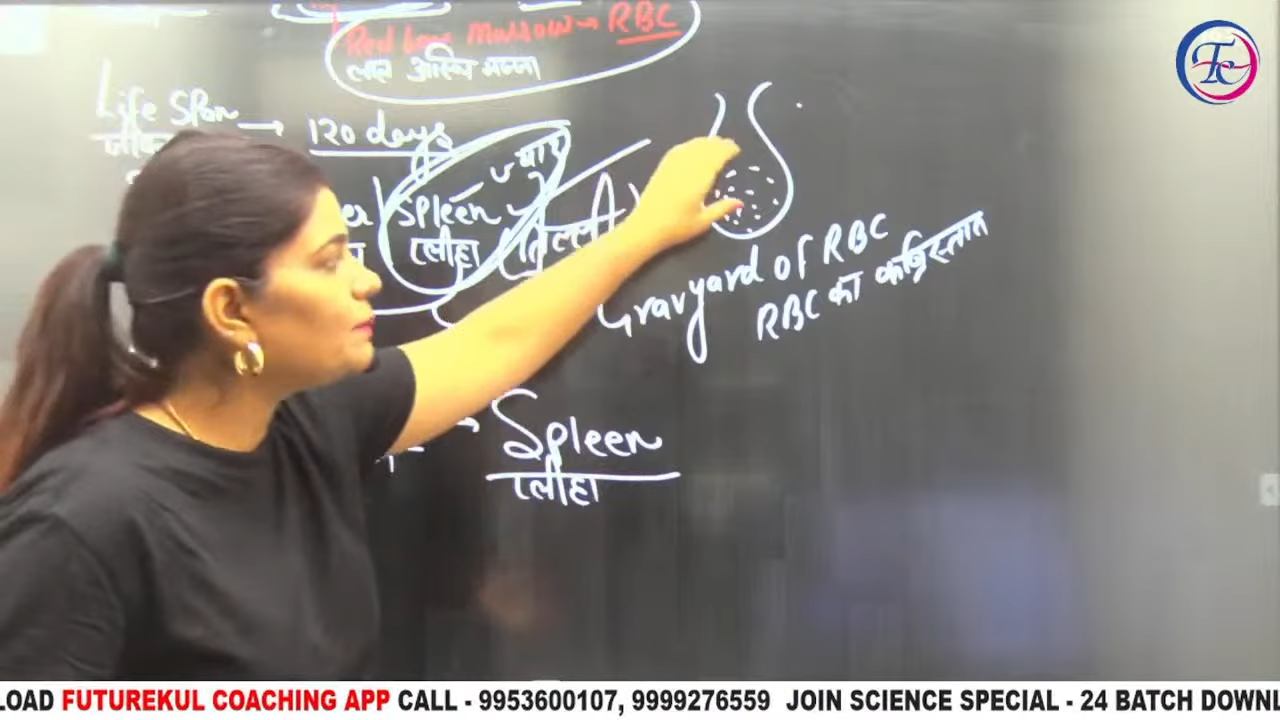 Red Bone Marrow → RBC
लाल अस्थि मज्जा
Life Span → 120 days
Spleen
प्लीहा (तिल्ली)
Gravyard of RBC
RBC का कब्रिस्तान
→ Spleen
प्लीहा
Tc
LOAD FUTUREKUL COACHING APP CALL - 9953600107, 9999276559 JOIN SCIENCE SPECIAL - 24 BATCH DOWNL